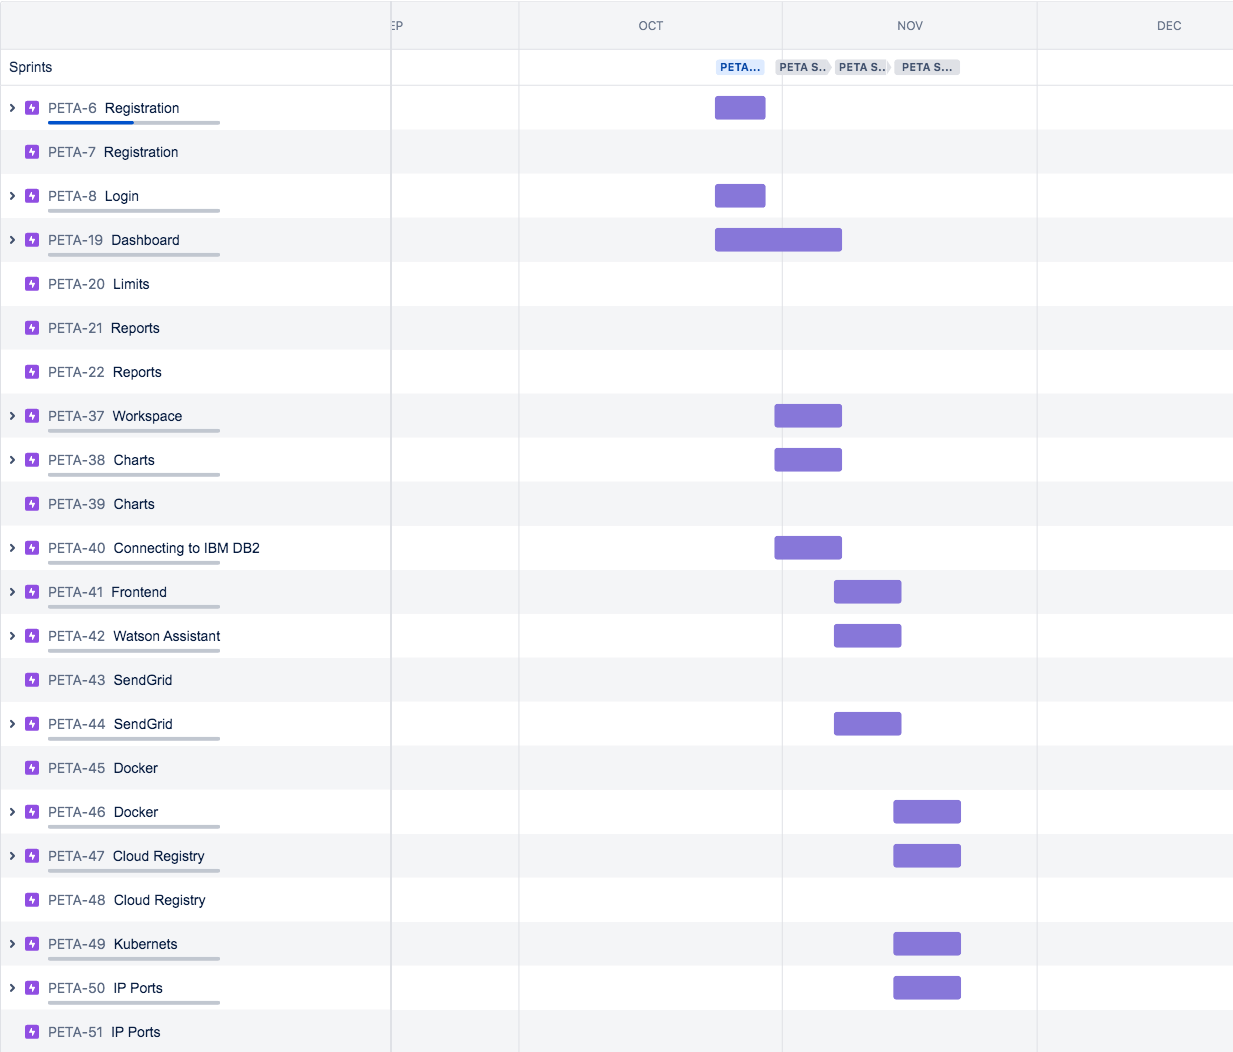 EP OCT NOV DEC
Sprints PETA... PETA S.. PETA S.. PETA S...
PETA-6 Registration
PETA-7 Registration
PETA-8 Login
PETA-19 Dashboard
PETA-20 Limits
PETA-21 Reports
PETA-22 Reports
PETA-37 Workspace
PETA-38 Charts
PETA-39 Charts
PETA-40 Connecting to IBM DB2
PETA-41 Frontend
PETA-42 Watson Assistant
PETA-43 SendGrid
PETA-44 SendGrid
PETA-45 Docker
PETA-46 Docker
PETA-47 Cloud Registry
PETA-48 Cloud Registry
PETA-49 Kubernets
PETA-50 IP Ports
PETA-51 IP Ports